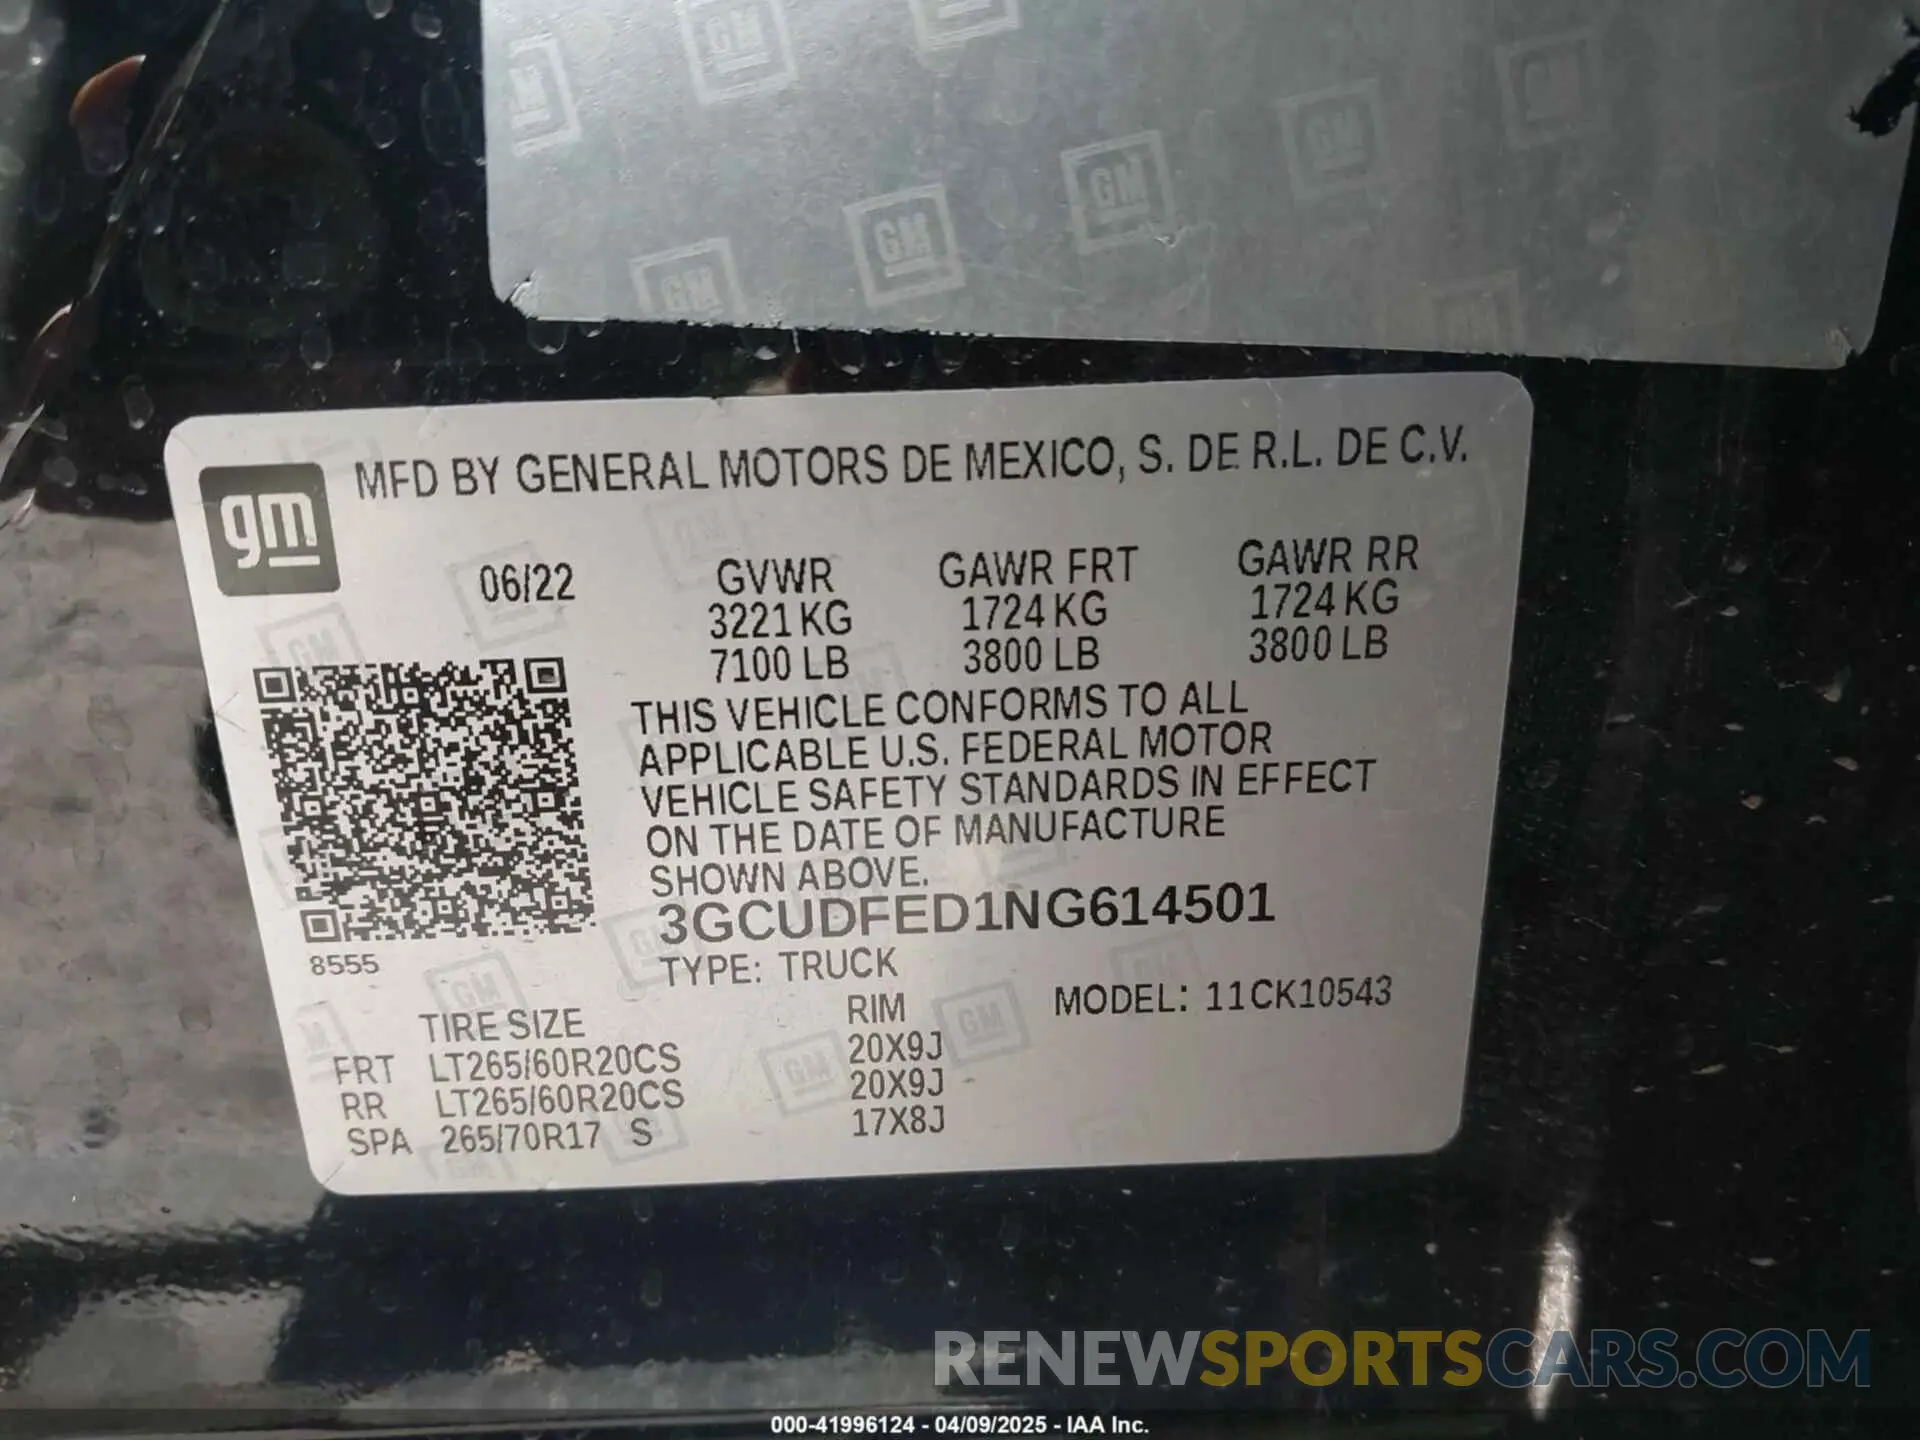 gm
MFD BY GENERAL MOTORS DE MEXICO, S. DE R.L. DE C.V.
06/22 GVWR GAWR FRT GAWR RR
3221 KG 1724 KG 1724 KG
7100 LB 3800 LB 3800 LB
THIS VEHICLE CONFORMS TO ALL
APPLICABLE U.S. FEDERAL MOTOR
VEHICLE SAFETY STANDARDS IN EFFECT
ON THE DATE OF MANUFACTURE
SHOWN ABOVE.
3GCUDFED1NG614501
8555
TYPE: TRUCK
TIRE SIZE RIM MODEL: 11CK10543
FRT LT265/60R20CS 20X9J
RR LT265/60R20CS 20X9J
SPA 265/70R17 S 17X8J
RENEWSPORTSCARS.COM
000-41996124 - 04/09/2025 - IAA Inc.